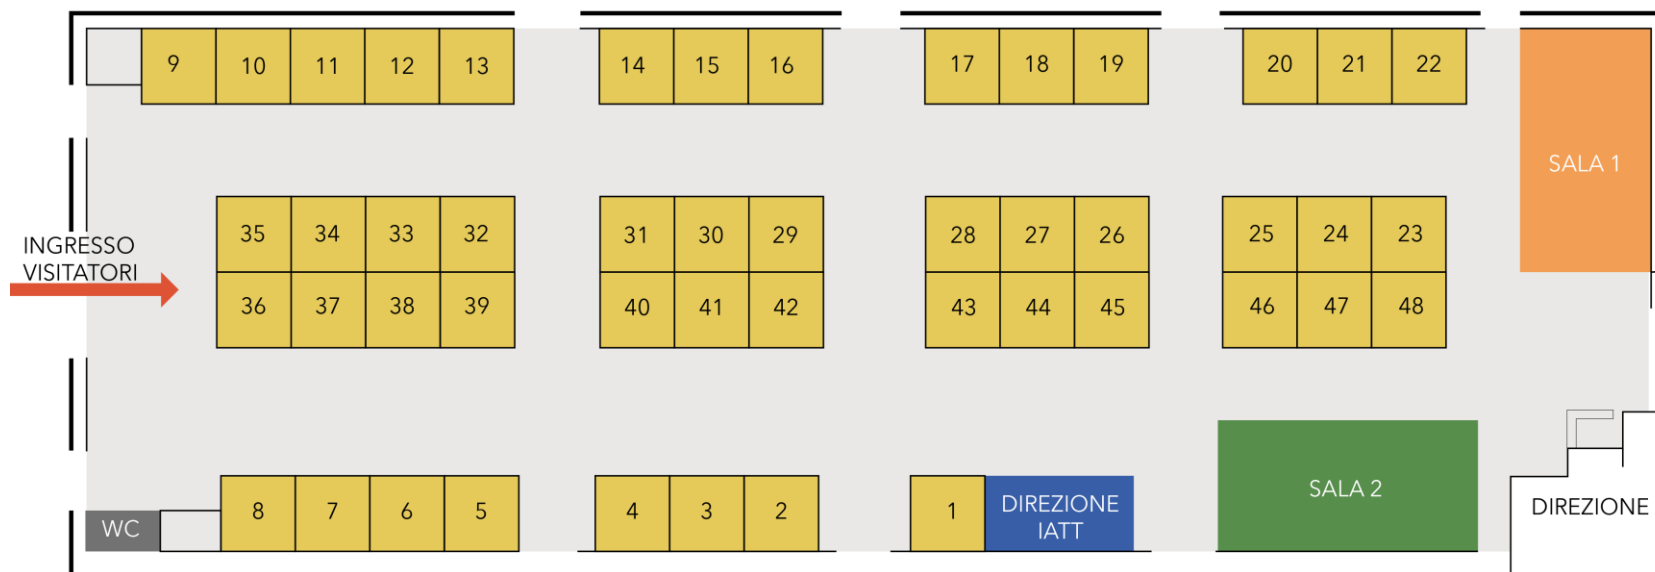 9 10 11 12 13 14 15 16 17 18 19 20 21 22
SALA 1
35 34 33 32 31 30 29 28 27 26 25 24 23
INGRESSO
VISITATORI
36 37 38 39 40 41 42 43 44 45 46 47 48
8 7 6 5 4 3 2 1
DIREZIONE
IATT
SALA 2
DIREZIONE
WC